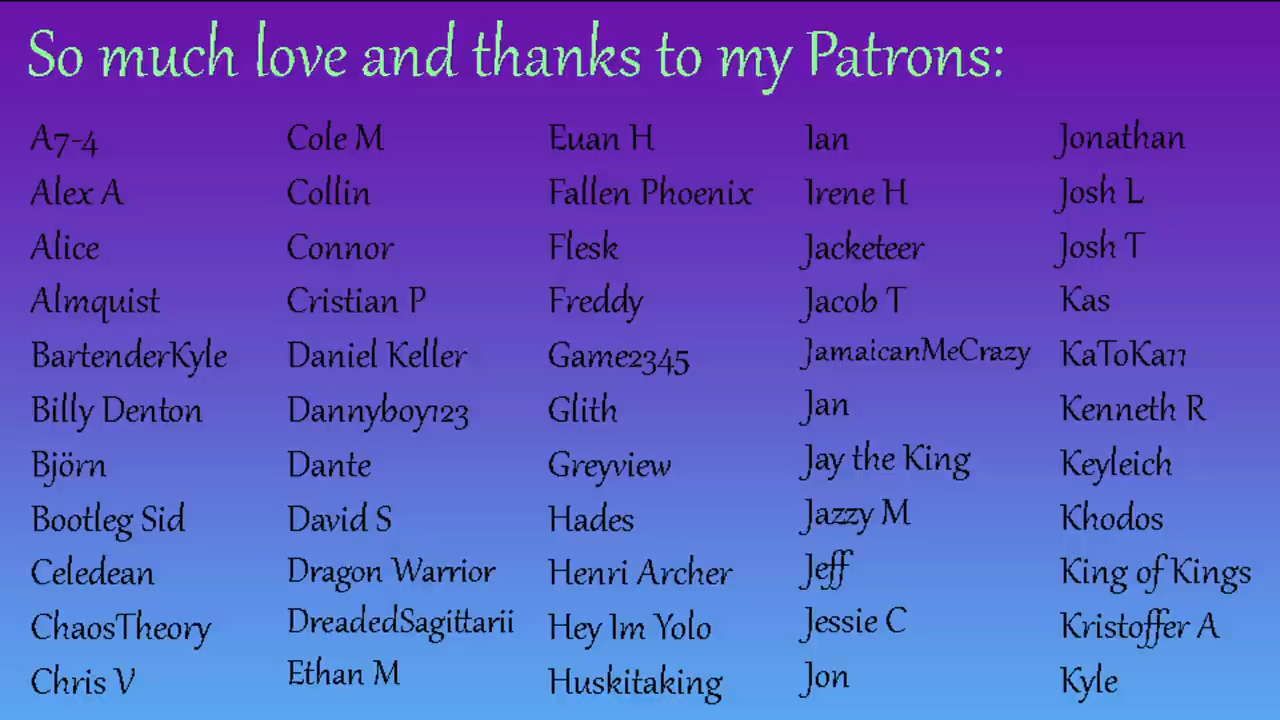 So much love and thanks to my Patrons:
A7-4
Alex A
Alice
Almquist
BartenderKyle
Billy Denton
Björn
Bootleg Sid
Celedean
ChaosTheory
Chris V
Cole M
Collin
Connor
Cristian P
Daniel Keller
Dannyboy123
Dante
David S
Dragon Warrior
DreadedSagittarii
Ethan M
Euan H
Fallen Phoenix
Flesk
Freddy
Game2345
Glith
Greyview
Hades
Henri Archer
Hey Im Yolo
Huskitaking
Ian
Irene H
Jacketeer
Jacob T
JamaicanMeCrazy
Jan
Jay the King
Jazzy M
Jeff
Jessie C
Jon
Jonathan
Josh L
Josh T
Kas
KaToKa11
Kenneth R
Keyleich
Khodos
King of Kings
Kristoffer A
Kyle